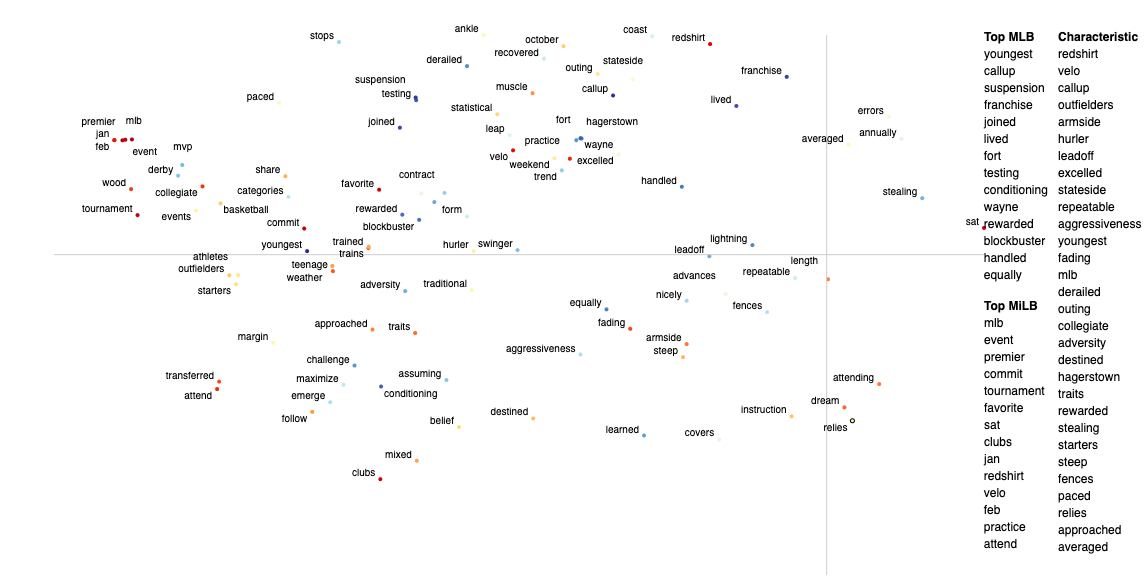 ankle
coast
stops
october
redshirt
recovered
derailed
stateside
outing
franchise
suspension
muscle
callup
testing
paced
lived
statistical
errors
joined
premier
mlb
fort
hagerstown
leap
jan
annually
averaged
practice
wayne
feb
event
mvp
velo
excelled
weekend
derby
share
contract
trend
wood
favorite
handled
collegiate
categories
stealing
tournament
events
basketball
rewarded
form
commit
blocbuster
sat
youngest
trained
hurler
swinger
lightning
trains
leadoff
athletes
outfielders
teenage
length
weather
advances
repeatable
starters
adversity
traditional
nicely
equally
fences
approached
traits
fading
margin
armside
aggressiveness
steep
challenge
transferred
maximize
assuming
attending
attend
emerge
conditioning
dream
follow
belief
destined
instruction
learned
covers
relies
mixed
clubs
Top MLB
youngest
callup
suspension
franchise
joined
lived
fort
testing
conditioning
wayne
rewarded
blockbuster
handled
equally
Top MiLB
mlb
event
premier
commit
tournament
favorite
sat
clubs
jan
redshirt
velo
feb
practice
attend
Characteristic
redshirt
velo
callup
outfielders
armside
hurler
leadoff
excelled
stateside
repeatable
aggressiveness
youngest
fading
mlb
derailed
outing
collegiate
adversity
destined
hagerstown
traits
rewarded
stealing
starters
steep
fences
paced
relies
approached
averaged